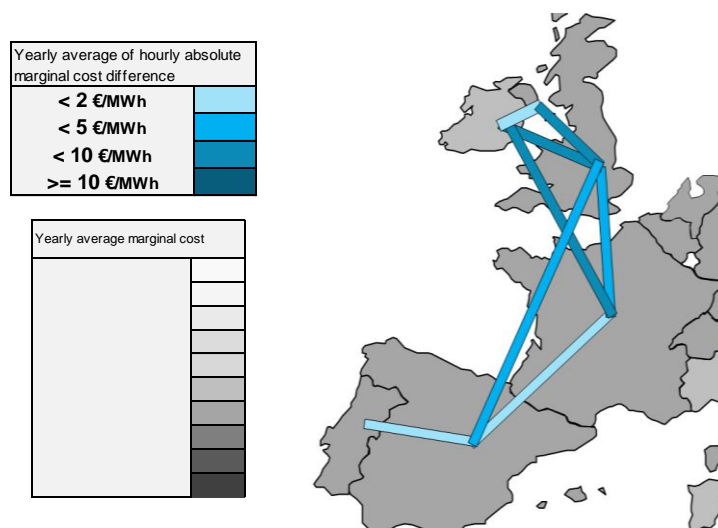 Yearly average of hourly absolute
marginal cost difference
< 2 €/MWh
< 5 €/MWh
< 10 €/MWh
>= 10 €/MWh
Yearly average marginal cost